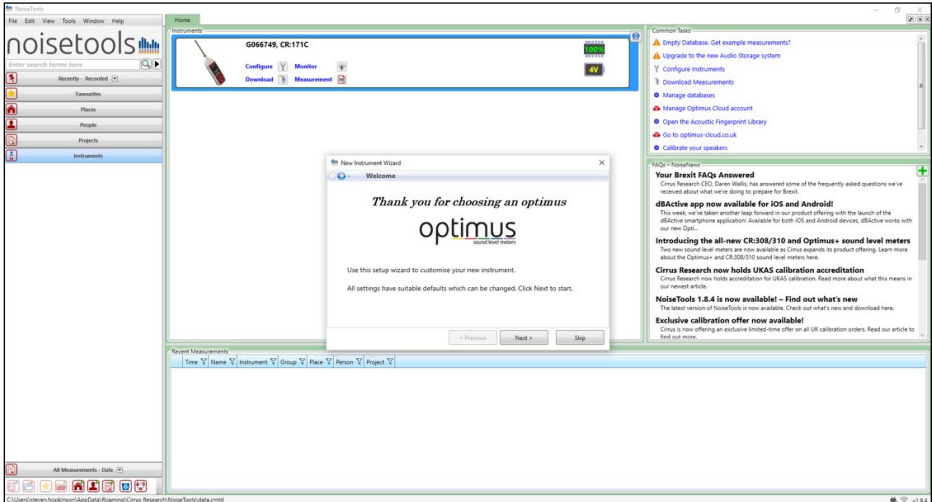 NoiseTools
File Edit View Tools Window Help
noisetools
Enter search terms here
Recently - Recorded
Favourites
Places
People
Projects
Instruments
All Measurements - Date
C:\Users\steven.hopkinson\AppData\Roaming\Cirrus Research\NoiseTools\data.cmtd
Home
Instruments
G066749, CR:171C
Configure Monitor
Download Measurement
100%
4V
New Instrument Wizard
Welcome
Thank you for choosing an optimus
optimus
sound level meters
Use this setup wizard to customise your new instrument.
All settings have suitable defaults which can be changed. Click Next to start.
< Previous Next > Skip
Recent Measurements
Time Name Instrument Group Place Person Project
Common Tasks
Empty Database. Get example measurements?
Upgrade to the new Audio Storage system
Configure Instruments
Download Measurements
Manage databases
Manage Optimus Cloud account
Open the Acoustic Fingerprint Library
Go to optimus-cloud.co.uk
Calibrate your speakers
FAQs - NoiseNews
Your Brexit FAQs Answered
Cirrus Research CEO, Daren Wallis, has answered some of the frequently asked questions we've
received about what we're doing to prepare for Brexit.
dBActive app now available for iOS and Android!
This week, we've taken another leap forward in our product offering with the launch of the
dBActive smartphone application! Available for both iOS and Android devices, dBActive works with
our new Opti...
Introducing the all-new CR:308/310 and Optimus+ sound level meters
Two new sound level meters are now available as Cirrus expands its product offering. Learn more
about the Optimus+ and CR:308/310 sound level meters here.
Cirrus Research now holds UKAS calibration accreditation
Cirrus Research now holds accreditation for UKAS calibration. Read more about what this means in
our newest article.
NoiseTools 1.8.4 is now available! – Find out what's new
The latest version of NoiseTools is now available. Check out what's new and download here.
Exclusive calibration offer now available!
Cirrus is now offering an exclusive limited-time offer on all UK calibration orders. Read our article to
find out more.
v1.8.4